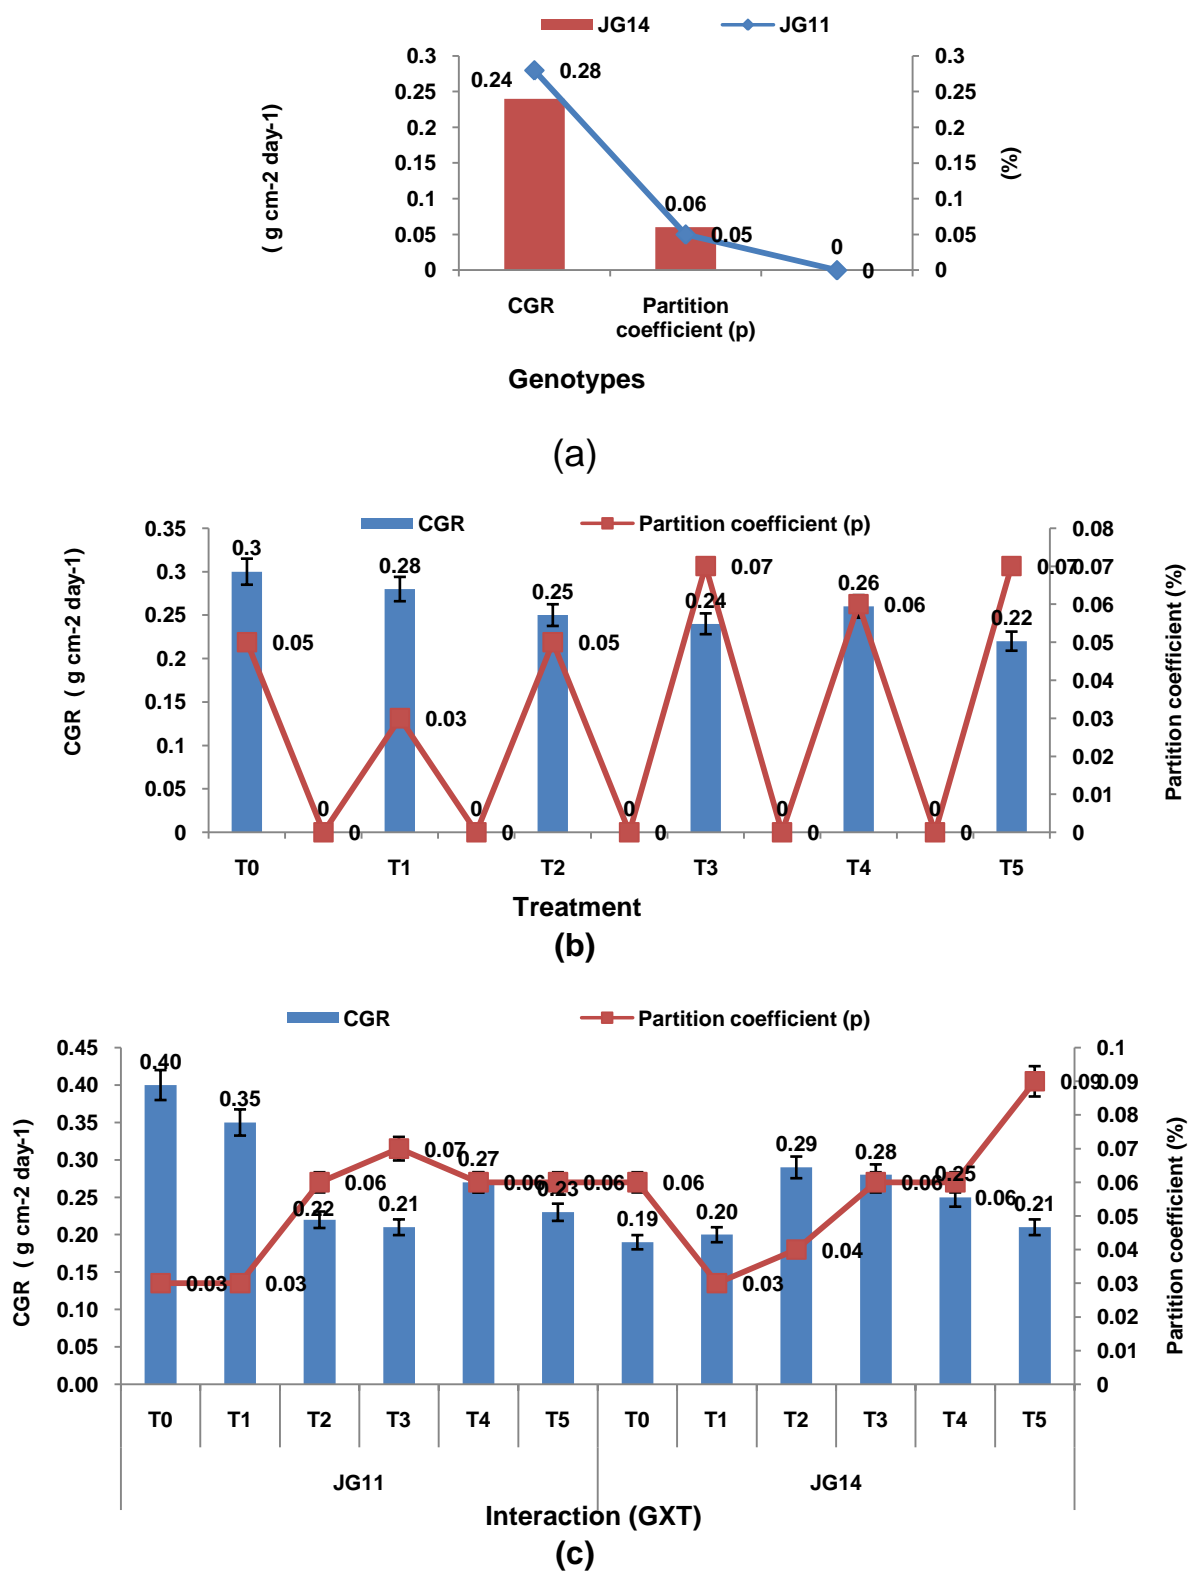 JG14 JG11
0.3 0.3
0.24 0.28
0.25 0.25
0.2 0.2
0.15 0.15
0.1 0.1
0.06
0.05 0.05 0.05
0
0 0 0
( g cm-2 day-1)
(%)
CGR Partition
coefficient (p)
Genotypes
(a)
CGR Partition coefficient (p)
0.35 0.08
0.3 0.07
0.25 0.06
0.2 0.05
0.15 0.04
0.1 0.03
0.05 0.02
0 0.01
0
0.3 0.28 0.25 0.24 0.26 0.22
0.05 0.03 0.05 0.07 0.06 0.07
0 0 0 0 0
0 0 0 0 0
CGR ( g cm-2 day-1)
Partition coefficient (%)
T0 T1 T2 T3 T4 T5
Treatment
(b)
CGR Partition coefficient (p)
0.45 0.1
0.40 0.09
0.35 0.08
0.30 0.07
0.25 0.06
0.20 0.05
0.15 0.04
0.10 0.03
0.05 0.02
0.00 0.01
0
0.40 0.35 0.22 0.21 0.27 0.23 0.19 0.20 0.29 0.28 0.25 0.21
0.03 0.03 0.06 0.07 0.06 0.06 0.06 0.03 0.04 0.06 0.06 0.09
CGR ( g cm-2 day-1)
Partition coefficient (%)
T0 T1 T2 T3 T4 T5 T0 T1 T2 T3 T4 T5
JG11 JG14
Interaction (GXT)
(c)